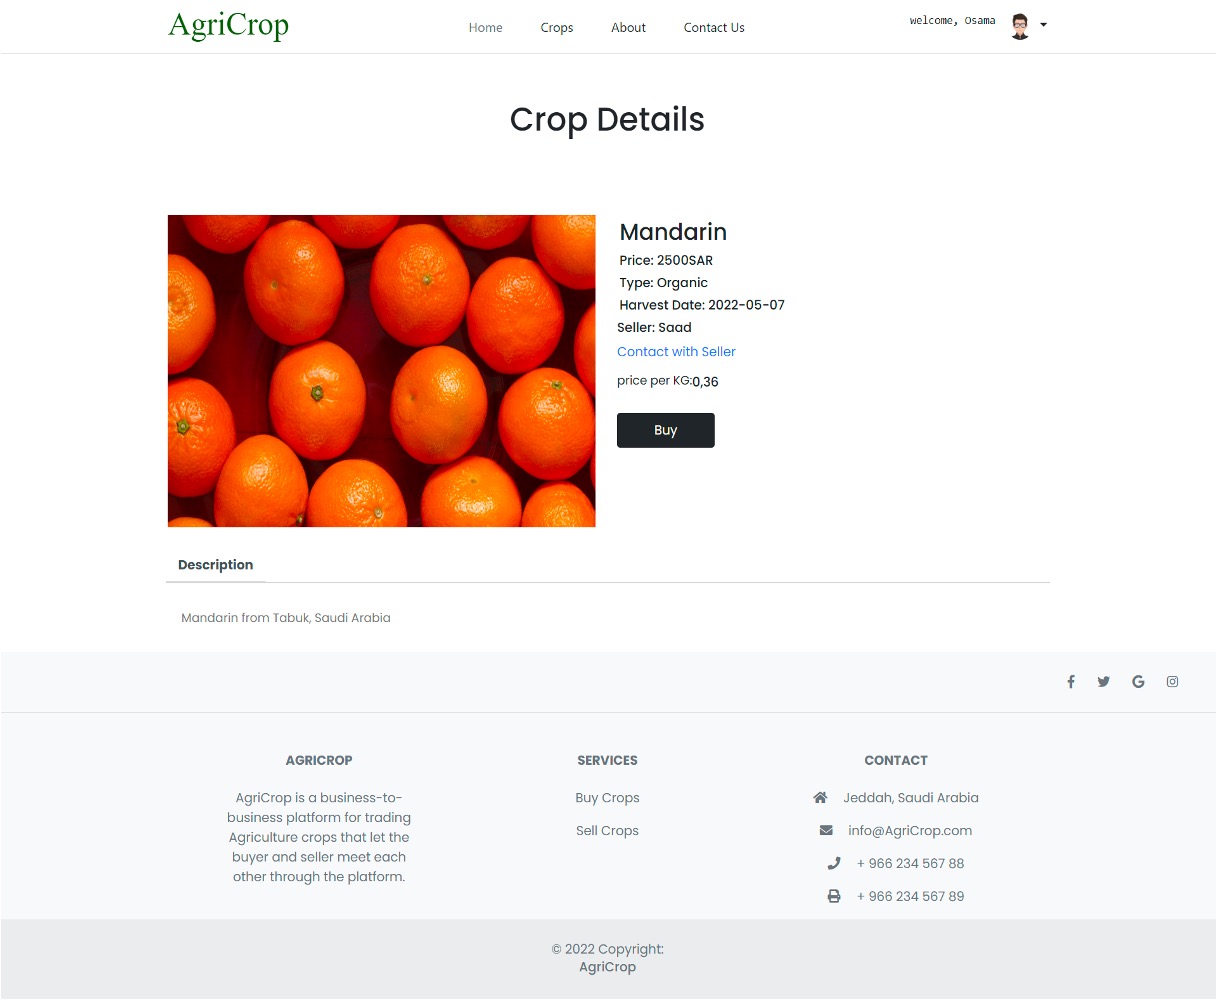 AgriCrop
Home Crops About Contact Us
welcome, Osama
Crop Details
Mandarin
Price: 2500SAR
Type: Organic
Harvest Date: 2022-05-07
Seller: Saad
Contact with Seller
price per KG:0,36
Buy
Description
Mandarin from Tabuk, Saudi Arabia
AGRICROP
AgriCrop is a business-to-
business platform for trading
Agriculture crops that let the
buyer and seller meet each
other through the platform.
SERVICES
Buy Crops
Sell Crops
CONTACT
Jeddah, Saudi Arabia
info@AgriCrop.com
+ 966 234 567 88
+ 966 234 567 89
© 2022 Copyright:
AgriCrop